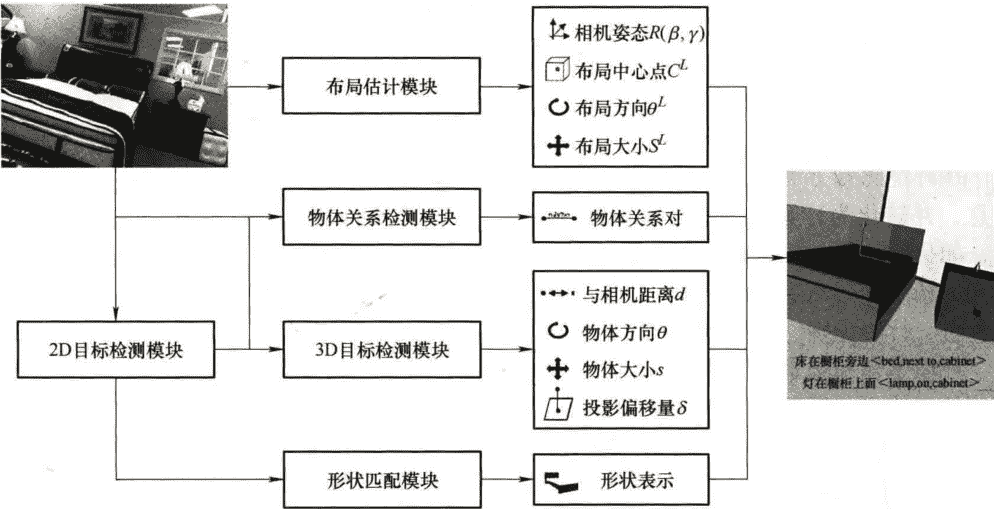 布局估计模块
相机姿态R(β,γ)
布局中心点C^L
布局方向θ^L
布局大小S^L
物体关系检测模块
物体关系对
2D目标检测模块
3D目标检测模块
与相机距离d
物体方向θ
物体大小s
投影偏移量δ
形状匹配模块
形状表示
床在橱柜旁边<bed,next to,cabinet>
灯在橱柜上面<lamp,on,cabinet>